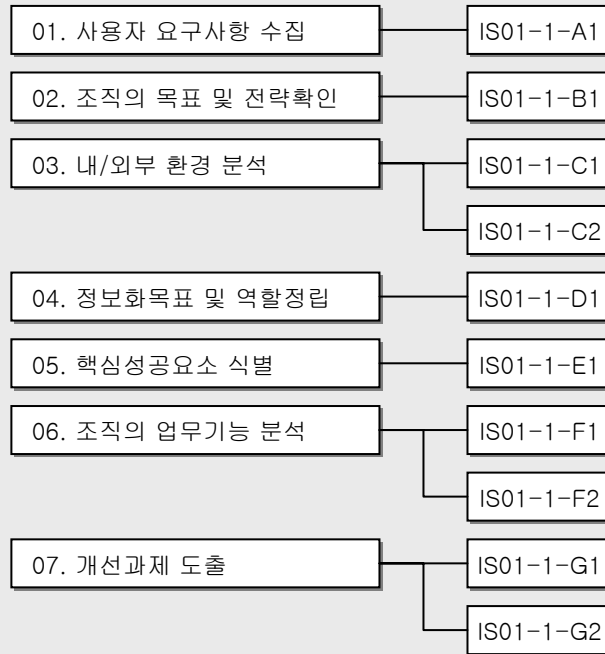 01. 사용자 요구사항 수집
IS01-1-A1
02. 조직의 목표 및 전략확인
IS01-1-B1
03. 내/외부 환경 분석
IS01-1-C1
IS01-1-C2
04. 정보화목표 및 역할정립
IS01-1-D1
05. 핵심성공요소 식별
IS01-1-E1
06. 조직의 업무기능 분석
IS01-1-F1
IS01-1-F2
07. 개선과제 도출
IS01-1-G1
IS01-1-G2